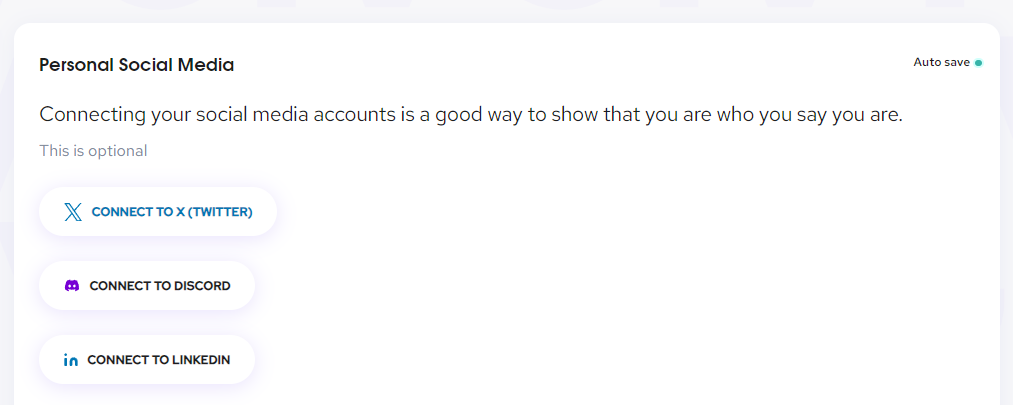 Personal Social Media
Auto save
Connecting your social media accounts is a good way to show that you are who you say you are.
This is optional
CONNECT TO X (TWITTER)
CONNECT TO DISCORD
CONNECT TO LINKEDIN